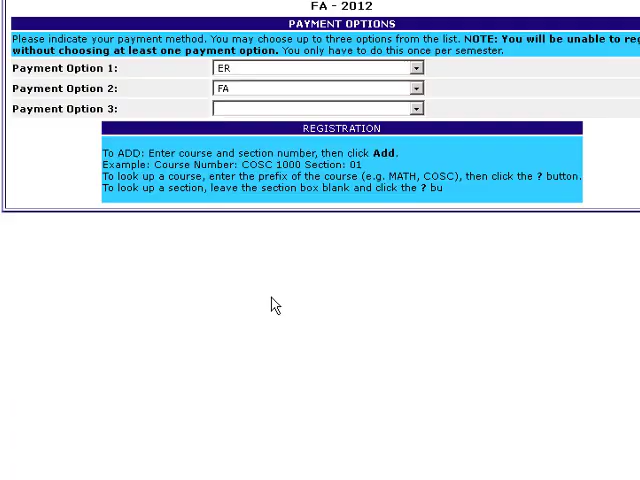 FA - 2012
PAYMENT OPTIONS
Please indicate your payment method. You may choose up to three options from the list. NOTE: You will be unable to reg
without choosing at least one payment option. You only have to do this once per semester.
Payment Option 1: ER
Payment Option 2: FA
Payment Option 3:
REGISTRATION
To ADD: Enter course and section number, then click Add.
Example: Course Number: COSC 1000 Section: 01
To look up a course, enter the prefix of the course (e.g. MATH, COSC), then click the ? button.
To look up a section, leave the section box blank and click the ? bu